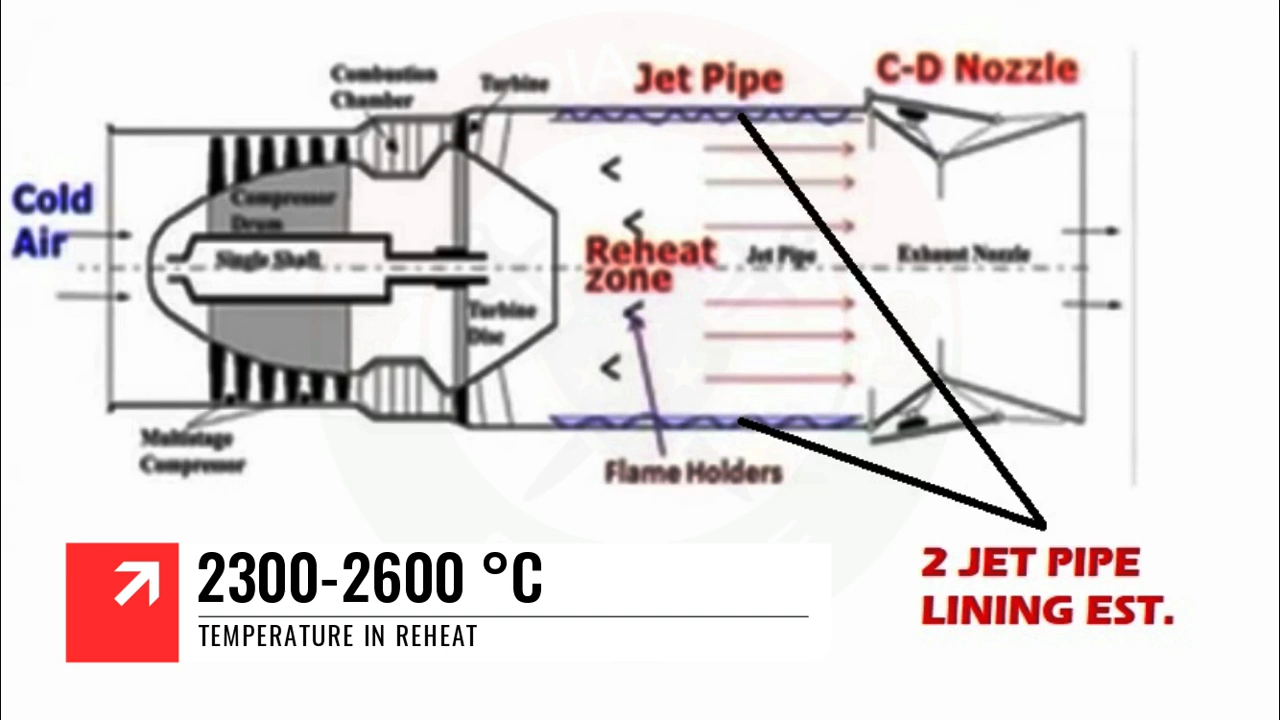 Combustion
Chamber
Turbine
Jet Pipe
C-D Nozzle
Cold
Air
Compressor
Drum
Single Shaft
Reheat
zone
Jet Pipe
Exhaust Nozzle
Turbine
Disc
Multistage
Compressor
Flame Holders
2300-2600 °C
TEMPERATURE IN REHEAT
2 JET PIPE
LINING EST.